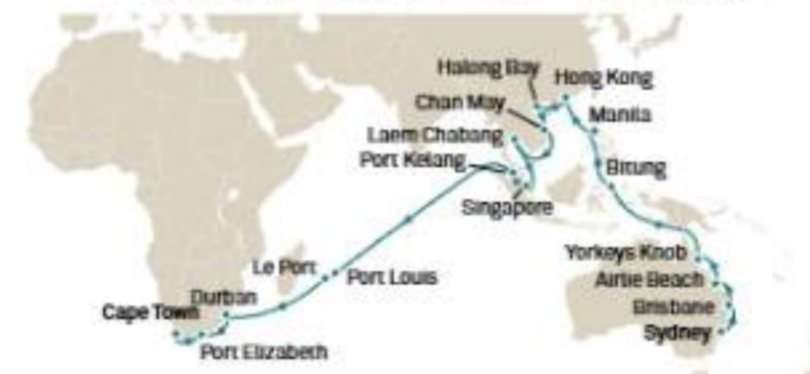 Halong Bay
Hong Kong
Chan May
Manila
Laem Chabang
Port Kelang
Bitung
Singapore
Yorkeys Knob
Le Port
Port Louis
Airlie Beach
Durban
Cape Town
Brisbane
Sydney
Port Elizabeth